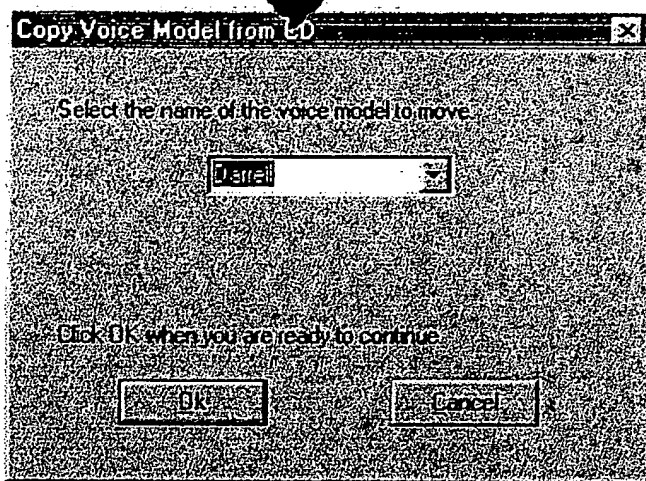 Copy Voice Model from CD
Select the name of the voice model to move.
Darrell
Click OK when you are ready to continue.
Ok
Cancel